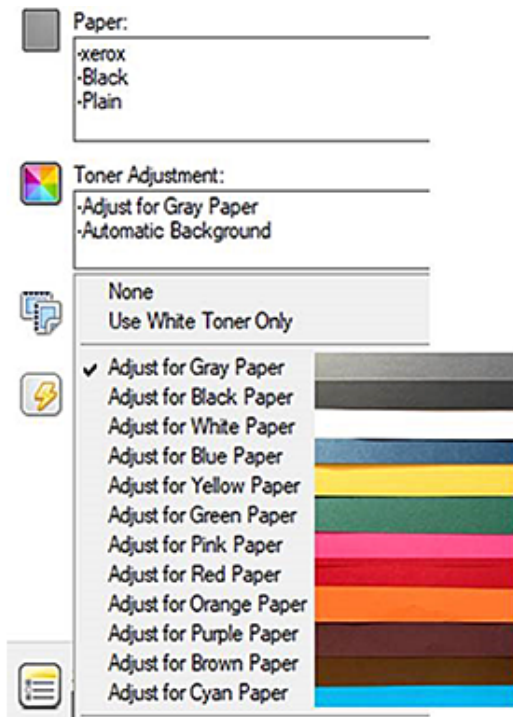 Paper:
-xerox
-Black
-Plain
Toner Adjustment:
-Adjust for Gray Paper
-Automatic Background
None
Use White Toner Only
Adjust for Gray Paper
Adjust for Black Paper
Adjust for White Paper
Adjust for Blue Paper
Adjust for Yellow Paper
Adjust for Green Paper
Adjust for Pink Paper
Adjust for Red Paper
Adjust for Orange Paper
Adjust for Purple Paper
Adjust for Brown Paper
Adjust for Cyan Paper